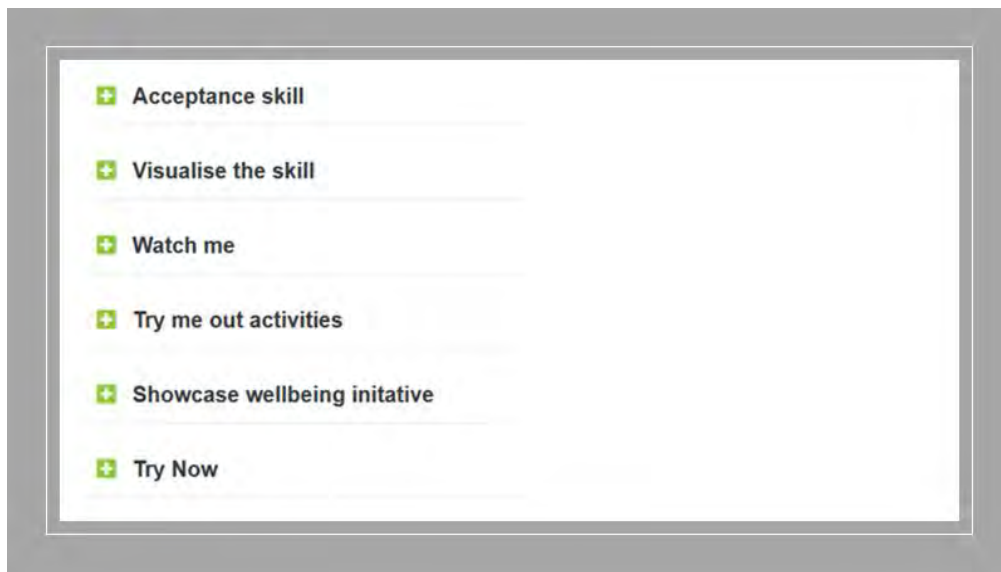 Acceptance skill
Visualise the skill
Watch me
Try me out activities
Showcase wellbeing initative
Try Now